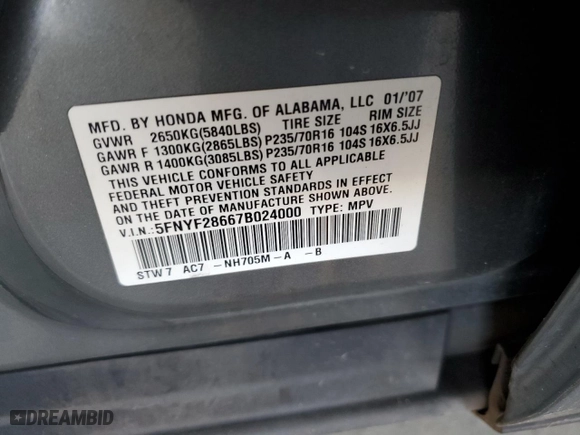 MFD. BY HONDA MFG. OF ALABAMA, LLC 01/'07
GVWR 2650KG(5840LBS) TIRE SIZE RIM SIZE
GAWR F 1300KG(2865LBS) P235/70R16 104S 16X6.5JJ
GAWR R 1400KG(3085LBS) P235/70R16 104S 16X6.5JJ
THIS VEHICLE CONFORMS TO ALL APPLICABLE
FEDERAL MOTOR VEHICLE SAFETY
AND THEFT PREVENTION STANDARDS IN EFFECT
ON THE DATE OF MANUFACTURE SHOWN ABOVE.
V.I.N.: 5FNYF28667B024000 TYPE: MPV
STW7 AC7 -NH705M-A -B
DREAMBID